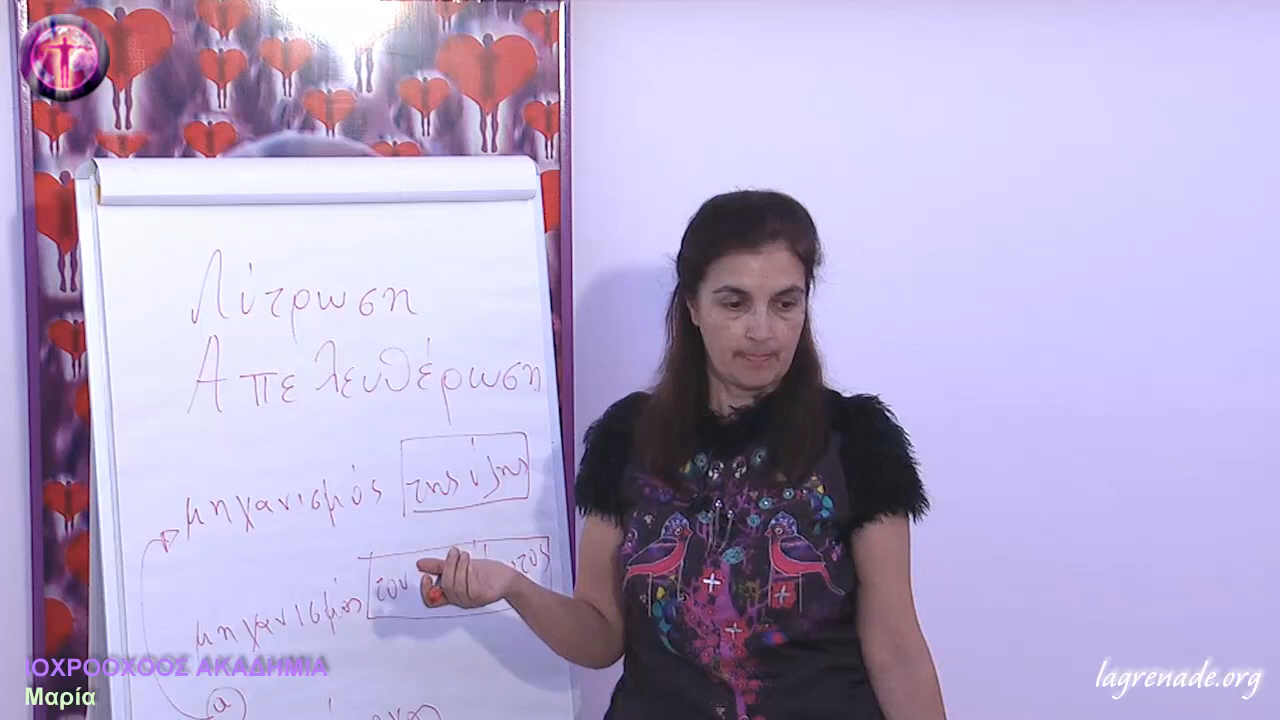 Λύτρωση
Απελευθέρωση
μηχανισμός της ύλης
μηχανισμός του
α
ΙΟΧΡΟΟΧΟΟΣ ΑΚΑΔΗΜΙΑ
Μαρία
lagrenade.org